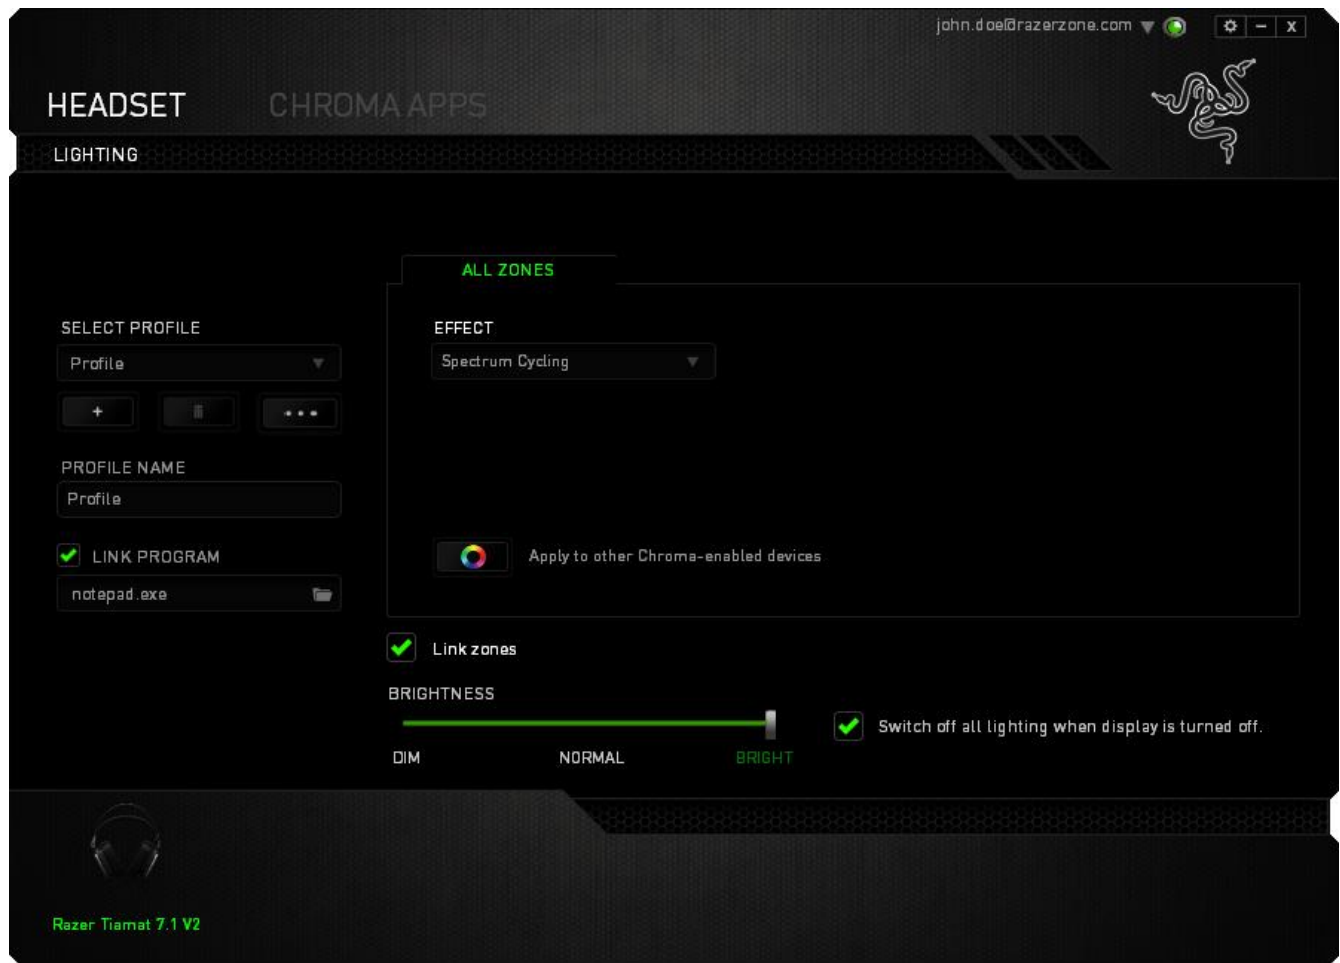 john.doe@razerzone.com
HEADSET CHROMA APPS
LIGHTING
ALL ZONES
SELECT PROFILE
EFFECT
Profile
Spectrum Cycling
PROFILE NAME
Profile
LINK PROGRAM
Apply to other Chroma-enabled devices
notepad.exe
Link zones
BRIGHTNESS
Switch off all lighting when display is turned off.
DIM NORMAL BRIGHT
Razer Tiamat 7.1 V2